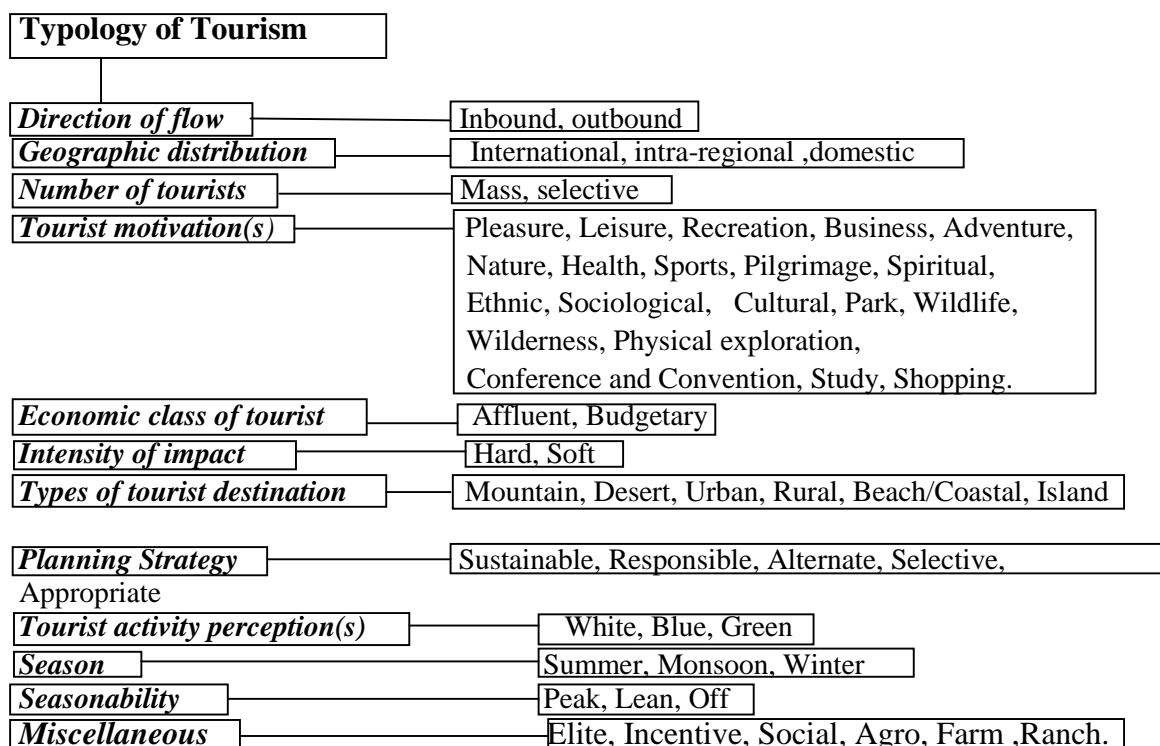 Typology of Tourism
Direction of flow Inbound, outbound
Geographic distribution International, intra-regional ,domestic
Number of tourists Mass, selective
Tourist motivation(s) Pleasure, Leisure, Recreation, Business, Adventure,
Nature, Health, Sports, Pilgrimage, Spiritual,
Ethnic, Sociological, Cultural, Park, Wildlife,
Wilderness, Physical exploration,
Conference and Convention, Study, Shopping.
Economic class of tourist Affluent, Budgetary
Intensity of impact Hard, Soft
Types of tourist destination Mountain, Desert, Urban, Rural, Beach/Coastal, Island
Planning Strategy Sustainable, Responsible, Alternate, Selective,
Appropriate
Tourist activity perception(s) White, Blue, Green
Season Summer, Monsoon, Winter
Seasonability Peak, Lean, Off
Miscellaneous Elite, Incentive, Social, Agro, Farm ,Ranch.